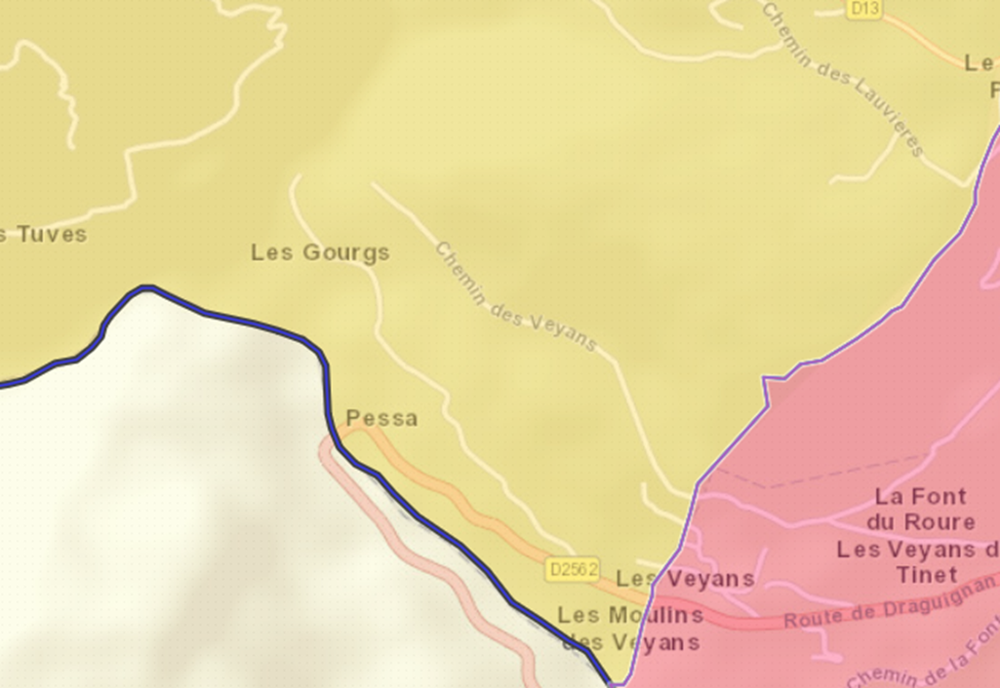 D13
Chemin des Lauvières
Le
s Tuves
Les Gourgs
Chemin des Veyans
Pessa
La Font
du Roure
Les Veyans d
Tinet
D2562
Les Veyans
Les Moulins
des Veyans
Route de Draguignan
Chemin de la Font